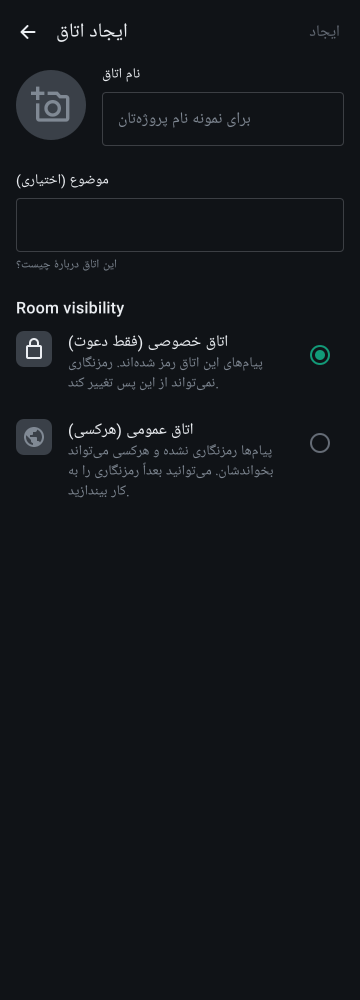 ایجاد اتاق
ایجاد
نام اتاق
برای نمونه نام پروژه‌تان
موضوع (اختیاری)
این اتاق دربارهٔ چیست؟
Room visibility
اتاق خصوصی (فقط دعوت)
پیام‌های این اتاق رمز شده‌اند. رمزنگاری
نمی‌تواند از این پس تغییر کند.
اتاق عمومی (هرکسی)
پیام‌ها رمزنگاری نشده و هرکسی می‌تواند
بخواندشان. می‌توانید بعداً رمزنگاری را به
کار بیندازید.